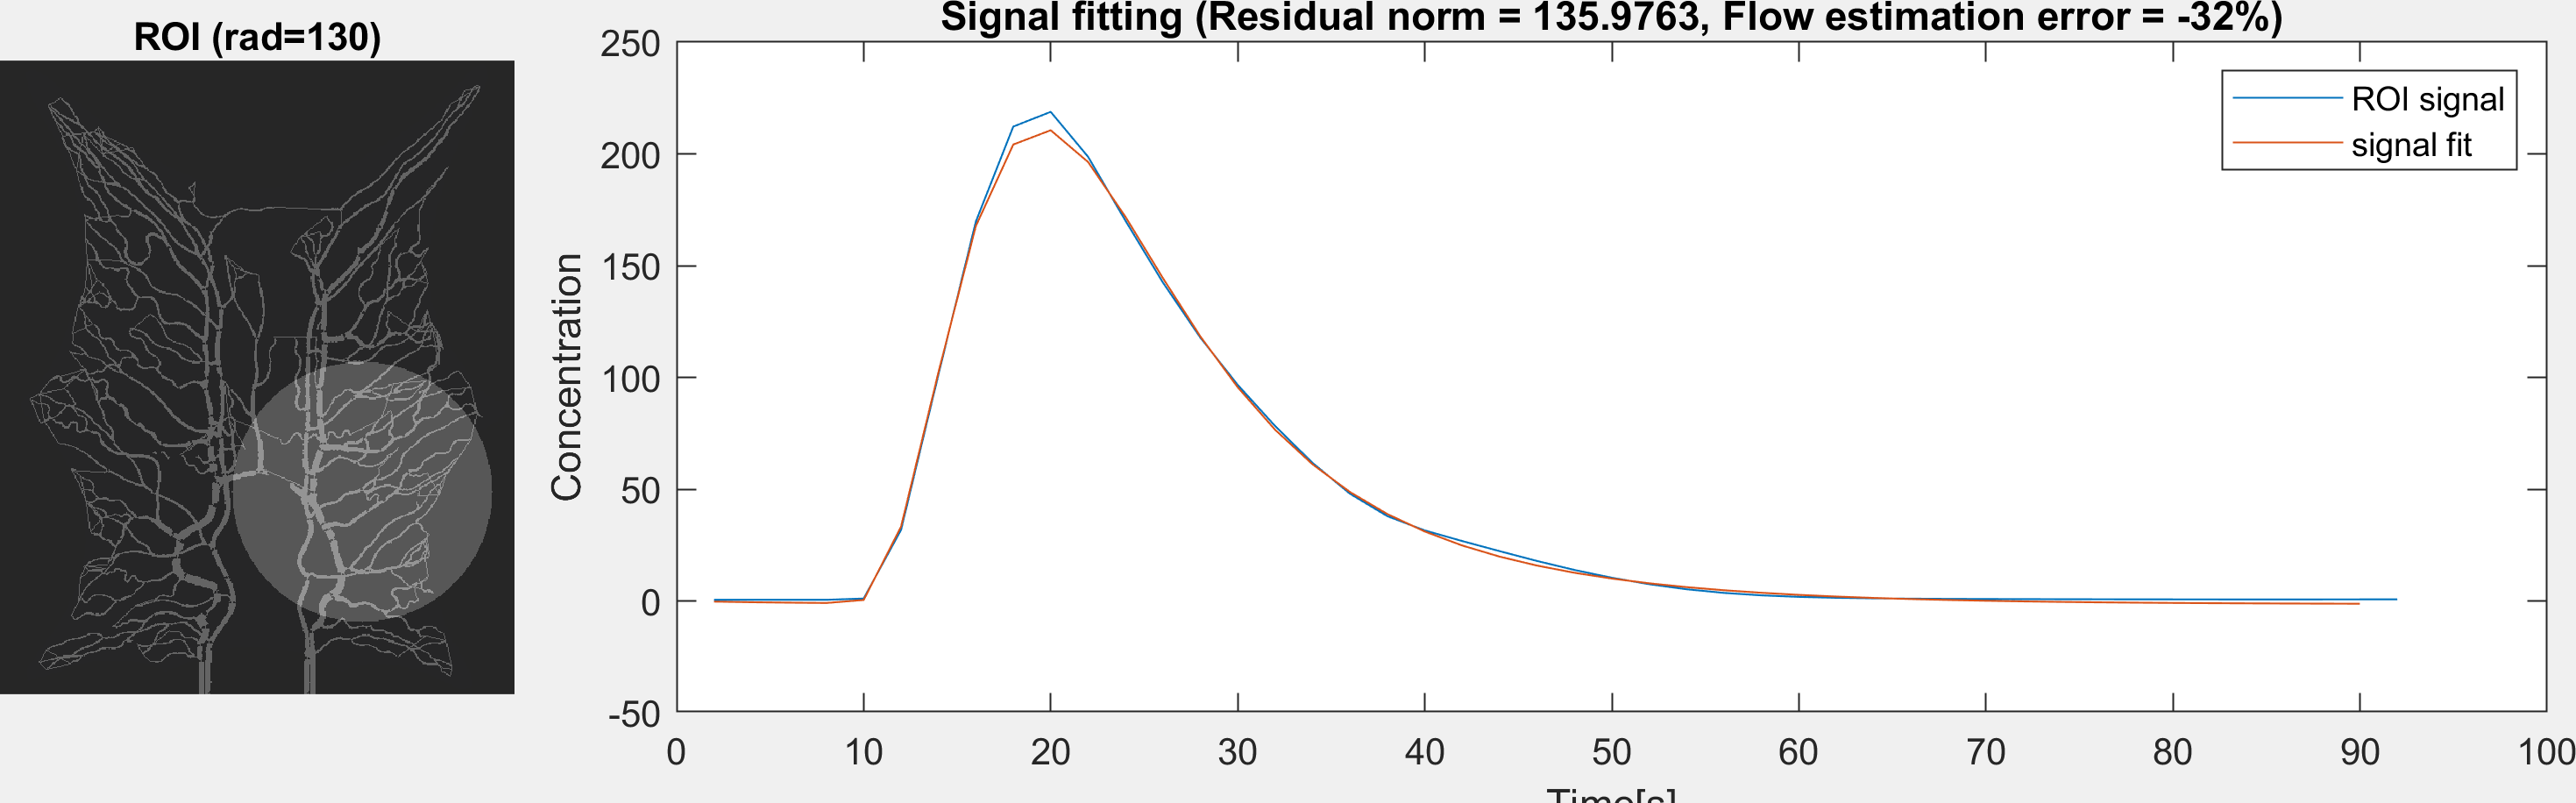 ROI (rad=130)
Signal fitting (Residual norm = 135.9763, Flow estimation error = -32%)
250
200
150
100
50
0
-50
Concentration
ROI signal
signal fit
0 10 20 30 40 50 60 70 80 90 100
Time[s]